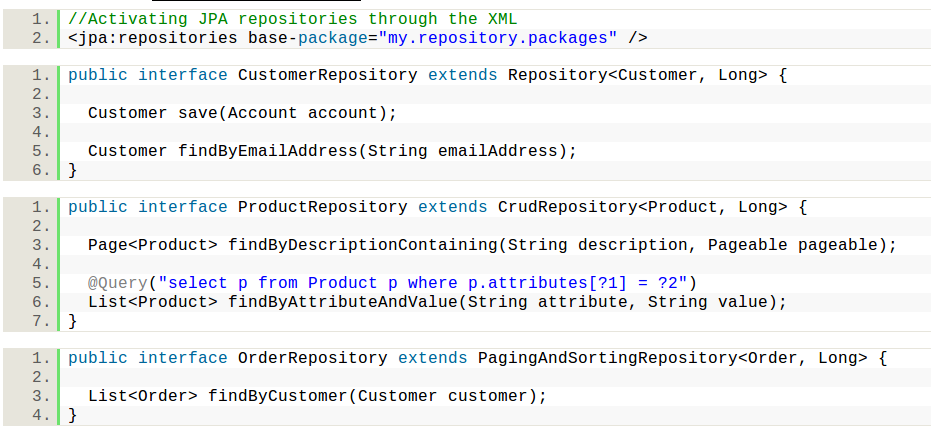 1. //Activating JPA repositories through the XML
2. <jpa:repositories base-package="my.repository.packages" />
1. public interface CustomerRepository extends Repository<Customer, Long> {
2.
3. Customer save(Account account);
4.
5. Customer findByEmailAddress(String emailAddress);
6. }
1. public interface ProductRepository extends CrudRepository<Product, Long> {
2.
3. Page<Product> findByDescriptionContaining(String description, Pageable pageable);
4.
5. @Query("select p from Product p where p.attributes[?1] = ?2")
6. List<Product> findByAttributeAndValue(String attribute, String value);
7. }
1. public interface OrderRepository extends PagingAndSortingRepository<Order, Long> {
2.
3. List<Order> findByCustomer(Customer customer);
4. }